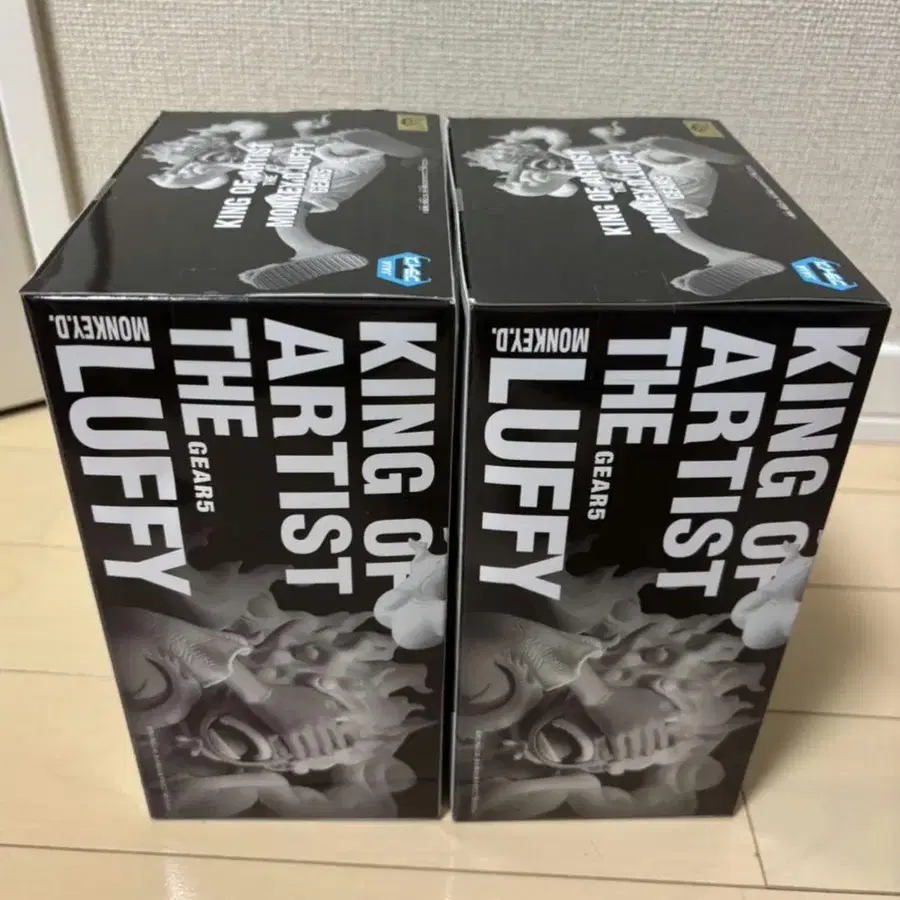 KING OF ARTIST
THE
MONKEY.D.LUFFY
GEAR5
KING OF ARTIST
THE
MONKEY.D.LUFFY
GEAR5
KING OF
ARTIST
THE GEAR5
MONKEY.D.
LUFFY
KING OF
ARTIST
THE GEAR5
MONKEY.D.
LUFFY